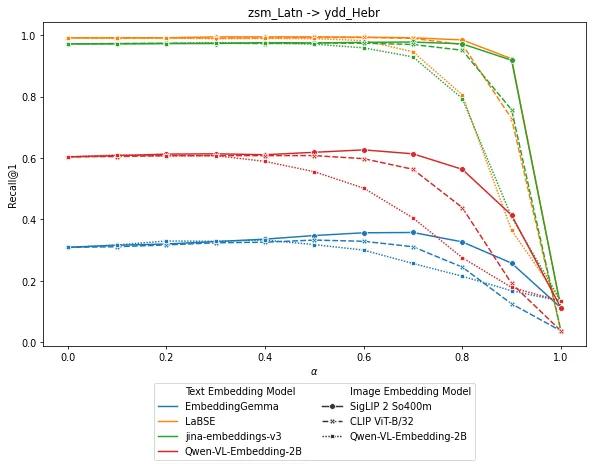 zsm_Latn -> ydd_Hebr
Recall@1
1.0
0.8
0.6
0.4
0.2
0.0
0.0 0.2 0.4 0.6 0.8 1.0
α
Text Embedding Model
EmbeddingGemma
LaBSE
jina-embeddings-v3
Qwen-VL-Embedding-2B
Image Embedding Model
SigLIP 2 So400m
CLIP ViT-B/32
Qwen-VL-Embedding-2B